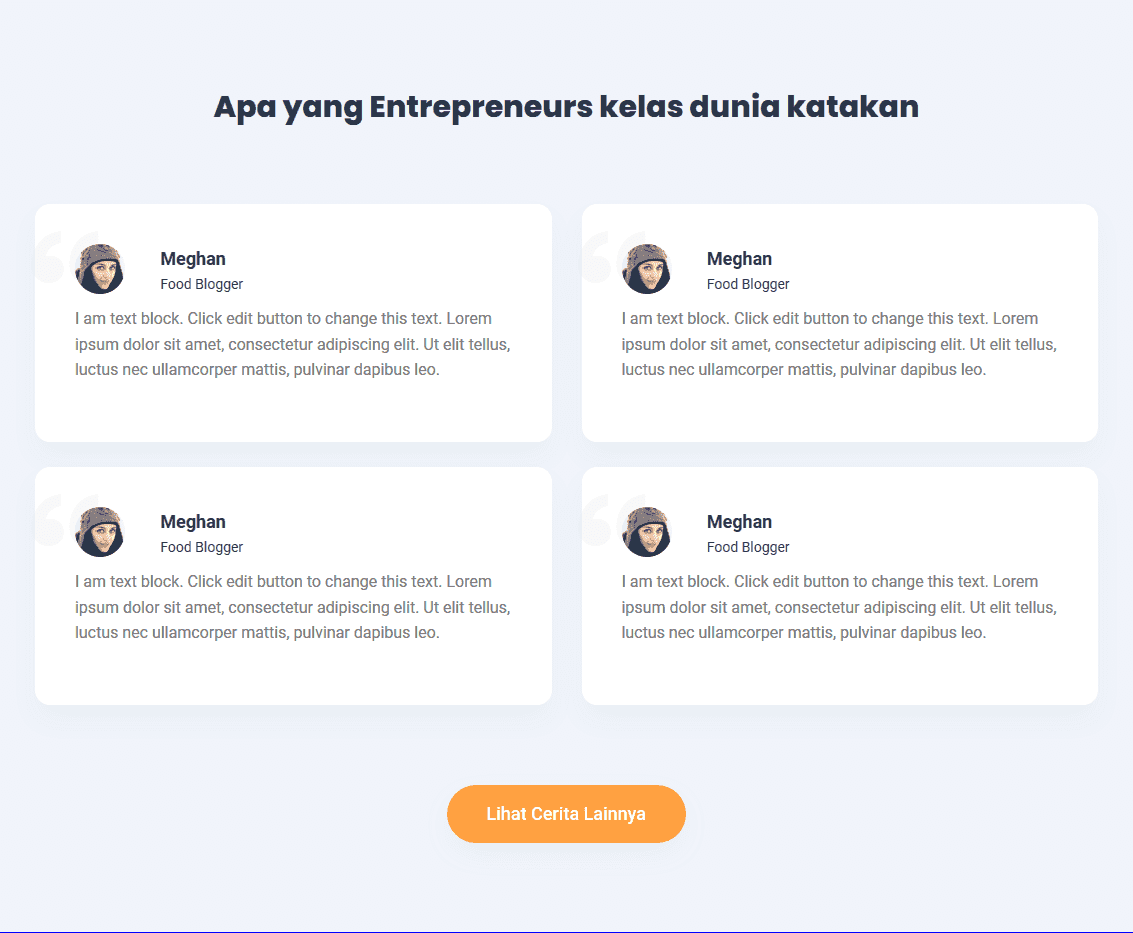 Apa yang Entrepreneurs kelas dunia katakan
Meghan
Food Blogger
I am text block. Click edit button to change this text. Lorem
ipsum dolor sit amet, consectetur adipiscing elit. Ut elit tellus,
luctus nec ullamcorper mattis, pulvinar dapibus leo.
Meghan
Food Blogger
I am text block. Click edit button to change this text. Lorem
ipsum dolor sit amet, consectetur adipiscing elit. Ut elit tellus,
luctus nec ullamcorper mattis, pulvinar dapibus leo.
Meghan
Food Blogger
I am text block. Click edit button to change this text. Lorem
ipsum dolor sit amet, consectetur adipiscing elit. Ut elit tellus,
luctus nec ullamcorper mattis, pulvinar dapibus leo.
Meghan
Food Blogger
I am text block. Click edit button to change this text. Lorem
ipsum dolor sit amet, consectetur adipiscing elit. Ut elit tellus,
luctus nec ullamcorper mattis, pulvinar dapibus leo.
Lihat Cerita Lainnya